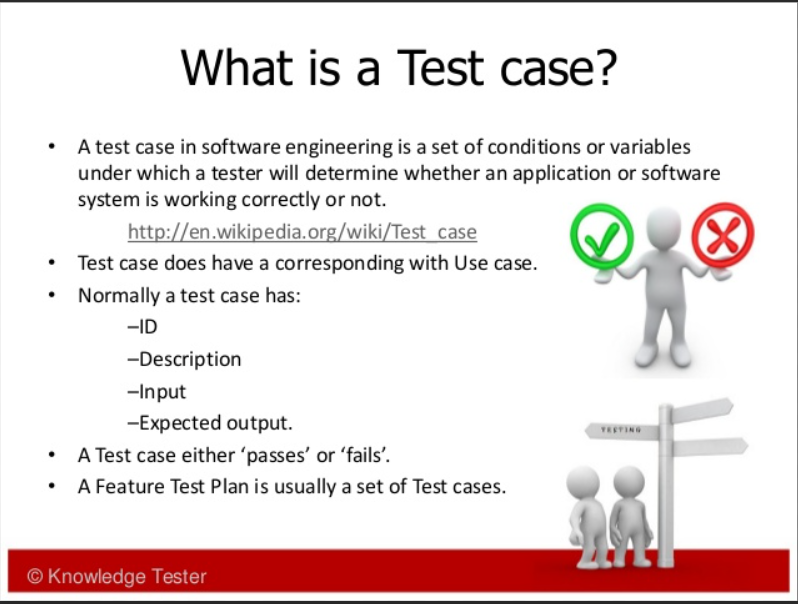 What is a Test case?
• A test case in software engineering is a set of conditions or variables
under which a tester will determine whether an application or software
system is working correctly or not.
http://en.wikipedia.org/wiki/Test_case
• Test case does have a corresponding with Use case.
• Normally a test case has:
–ID
–Description
–Input
–Expected output.
• A Test case either ‘passes’ or ‘fails’.
TESTING
• A Feature Test Plan is usually a set of Test cases.
© Knowledge Tester